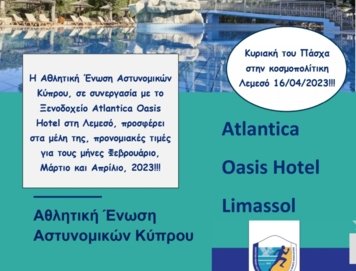 Η Αθλητική Ένωση Αστυνομικών
Κύπρου, σε συνεργασία με το
Ξενοδοχείο Atlantica Oasis
Hotel στη Λεμεσό, προσφέρει
στα μέλη της, προνομιακές τιμές
για τους μήνες Φεβρουάριο,
Μάρτιο και Απρίλιο, 2023!!!
Αθλητική Ένωση
Αστυνομικών Κύπρου
Κυριακή του Πάσχα
στην κοσμοπολίτικη
Λεμεσό 16/04/2023!!!
Atlantica
Oasis Hotel
Limassol